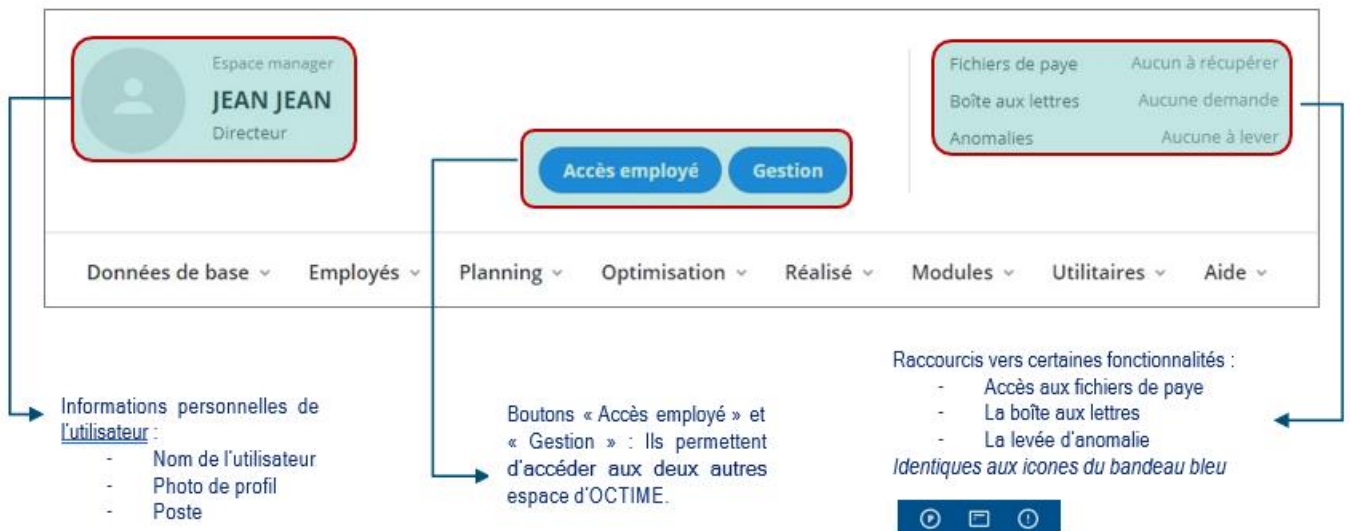 Espace manager
JEAN JEAN
Directeur
Accès employé
Gestion
Fichiers de paye Aucun à récupérer
Boîte aux lettres Aucune demande
Anomalies Aucune à lever
Données de base Employés Planning Optimisation Réalisé Modules Utilitaires Aide
Informations personnelles de
l'utilisateur :
- Nom de l'utilisateur
- Photo de profil
- Poste
Boutons « Accès employé » et
« Gestion » : Ils permettent
d'accéder aux deux autres
espace d'OCTIME.
Raccourcis vers certaines fonctionnalités :
- Accès aux fichiers de paye
- La boîte aux lettres
- La levée d'anomalie
Identiques aux icones du bandeau bleu